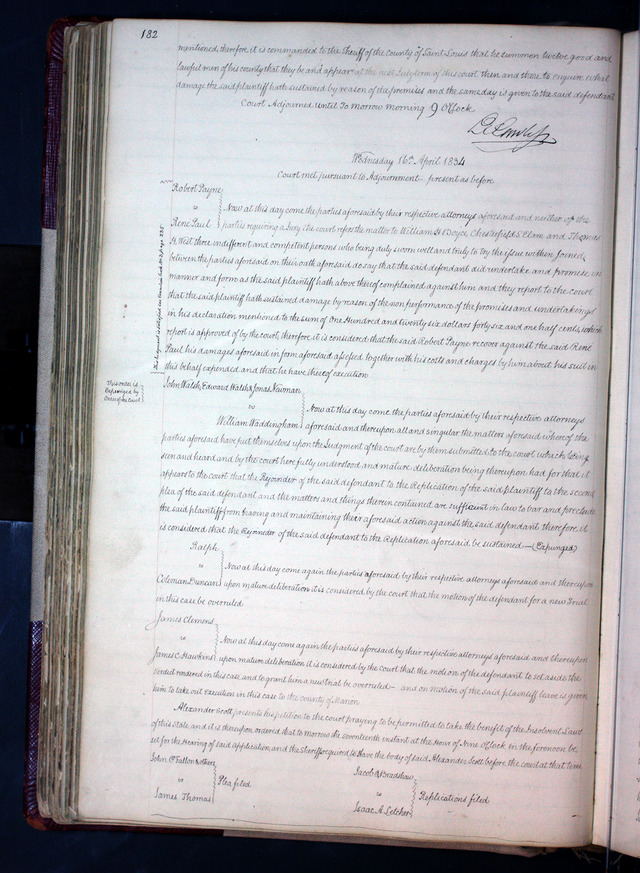 182
mentioned therefore it is commanded to the Sheriff of the County of Saint Louis that he summon twelve good and
lawful men of his county that they be and appear at the next July term of this court then and there to enquire what
damage the said plaintiff hath sustained by reason of the premises and the same day is given to the said defendant
Court Adjourned until To morrow morning 9 O'Clock
Wednesday 16th April 1834
Court met pursuant to Adjournment present as before
Robert Payne
vs
Rene Paul
Now at this day come the parties aforesaid by their respective attorneys aforesaid and neither of the
parties requiring a Jury the court refers the matter to William H Boyce, Chesterfield S. Elam and Thomas
H. West three indifferent and competent persons who being duly sworn well and truly to try the issue within joined
between the parties aforesaid on their oath aforesaid do say that the said defendant did undertake and promise in
manner and form as the said plaintiff hath above thereof complained against him and they report to the court
that the said plaintiff hath sustained damage by reason of the non performance of the promises and undertakings
in his declaration mentioned to the sum of One Hundred and twenty six dollars forty six and one half cents, which
report is approved of by the court, therefore it is considered that the said Robert Payne recover against the said Rene
Paul his damages aforesaid in form aforesaid assessed together with his costs and charges by him about his suit in
this behalf expended and that he have thereof execution
This Judgment is Satisfied see Execution book No 2 page 235
John Walsh, Edward Walsh & Jonas Newman
vs
William Waddingham
This order is
Expunged by
Order of the Court
Now at this day come the parties aforesaid by their respective attorneys
aforesaid and thereupon all and singular the matters aforesaid whereof the
parties aforesaid have put themselves upon the Judgment of the court are by them submitted to the court which being
seen and heard and by the court here fully understood and mature deliberation being thereupon had for that it
appears to the court that the Rejoinder of the said defendant to the Replication of the said plaintiff to the second
plea of the said defendant and the matters and things therein contained are sufficient in law to bar and preclude
the said plaintiff from having and maintaining their aforesaid action against the said defendant therefore it
is considered that the Rejoinder of the said defendant to the Replication aforesaid be sustained — (Expunged)
Ralph
vs
Coleman Duncan
Now at this day come again the parties aforesaid by their respective attorneys aforesaid and thereupon
upon mature deliberation it is considered by the court that the motion of the defendant for a new Trial
in this case be overruled
James Clemens
vs
James C. Hawkins
Now at this day come again the parties aforesaid by their respective attorneys aforesaid and thereupon
upon mature deliberation it is considered by the Court that the motion of the defendant to set aside the
verdict rendered in this case and to grant him a new trial be overruled — and on motion of the said plaintiff leave is given
him to take out Execution in this case to the county of Marion
Alexander Scott presents his petition to the court praying to be permitted to take the benefit of the Insolvent Laws
of this State and it is thereupon ordered that to morrow the seventeenth instant at the Hour of Nine O'Clock in the forenoon be
set for the Hearing of said application and the Sheriff required to have the body of said Alexander Scott before the court at that time
John O'Fallon & others
vs
James Thomas
Plea filed
Jacob Bradshaw
vs
Isaac A. Letcher
Replications filed